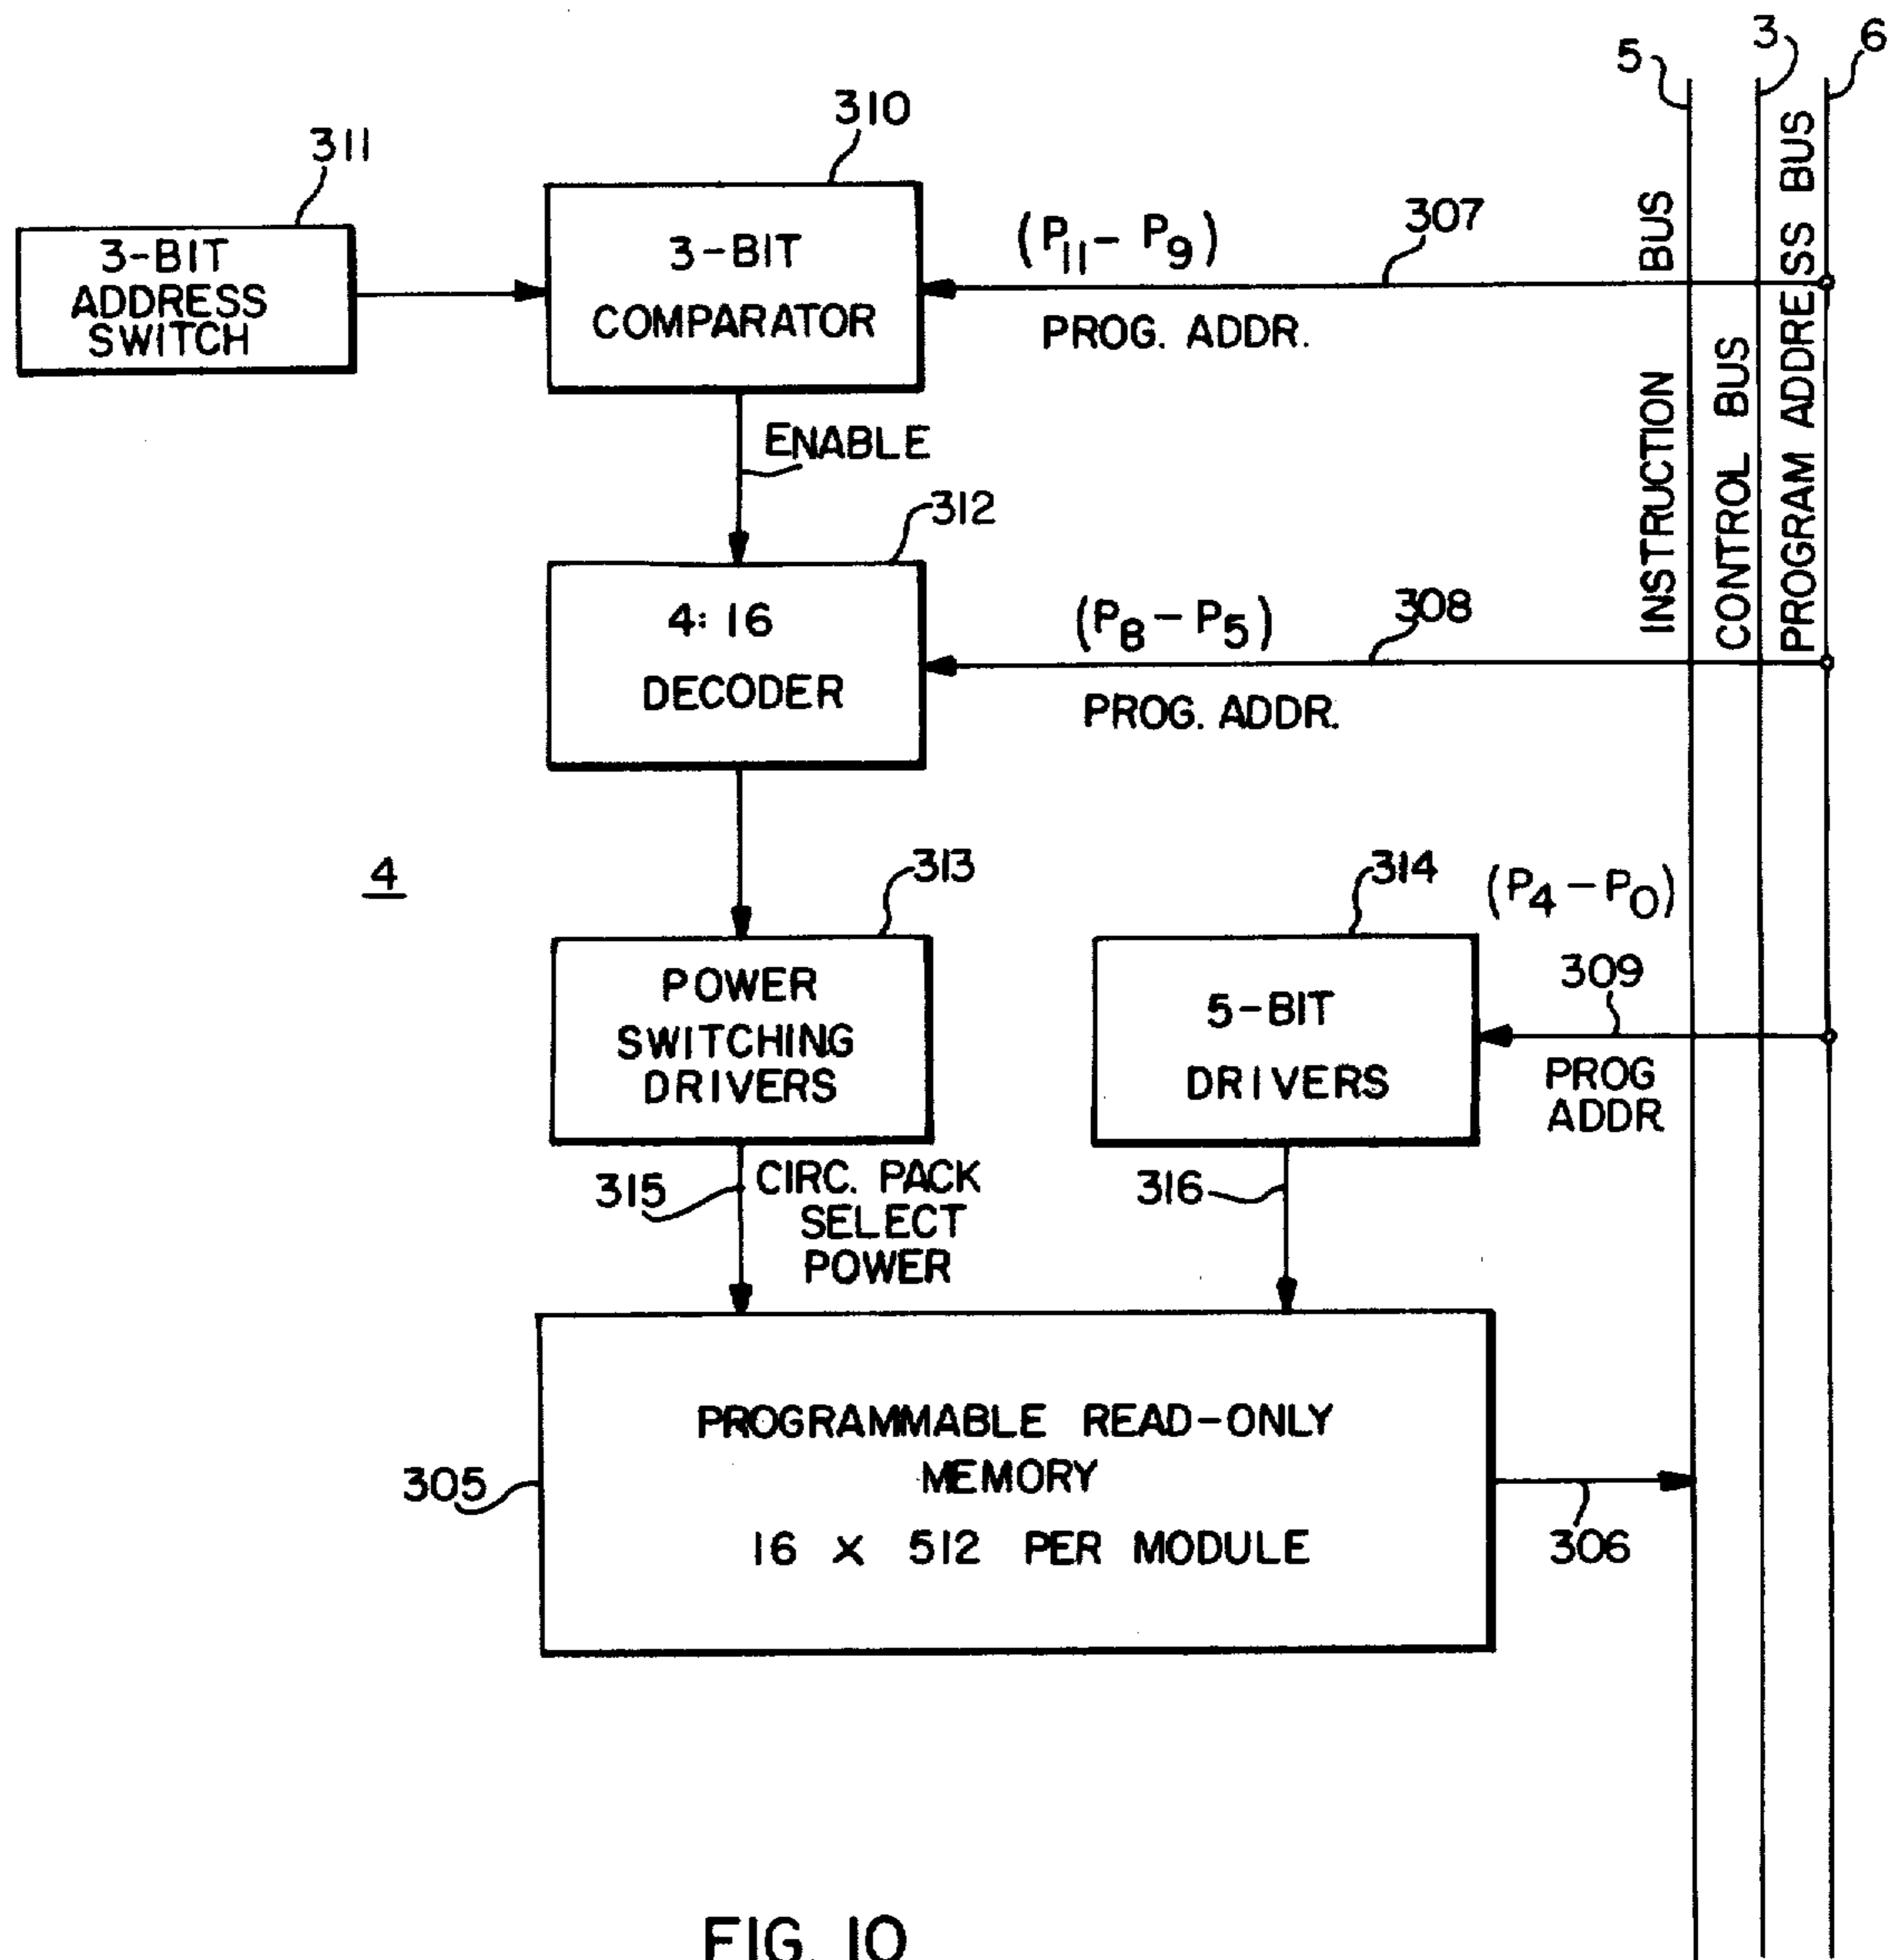 5
3
6
310
311
3-BIT
ADDRESS
SWITCH
3-BIT
COMPARATOR
(P11 - P9)
307
PROG. ADDR.
INSTRUCTION BUS
CONTROL BUS
PROGRAM ADDRESS BUS
ENABLE
312
4:16
DECODER
(P8 - P5)
308
PROG. ADDR.
4
313
POWER
SWITCHING
DRIVERS
314
5-BIT
DRIVERS
(P4 - P0)
309
PROG
ADDR
315
CIRC. PACK
SELECT
POWER
316
305
PROGRAMMABLE READ-ONLY
MEMORY
16 x 512 PER MODULE
306
FIG. 10